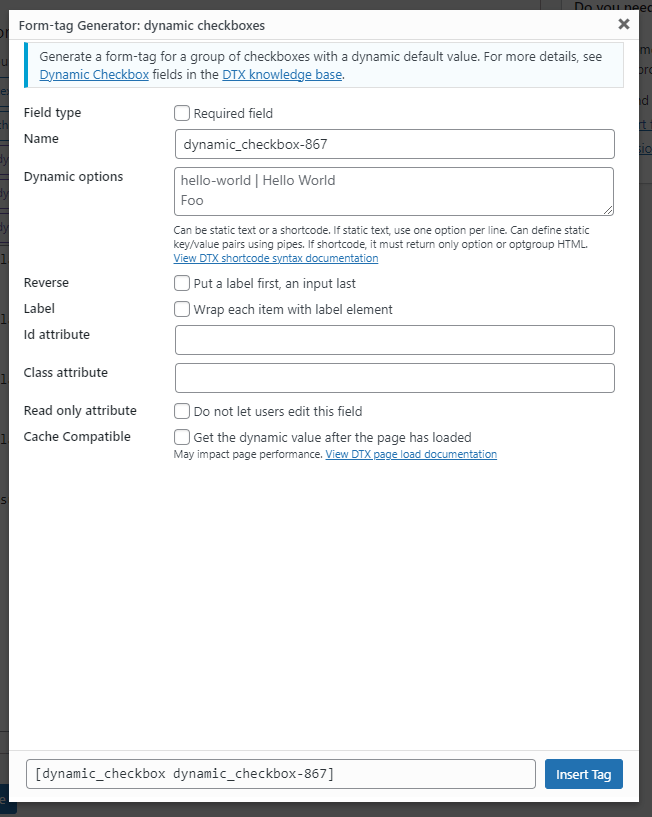 Do you need
Form-tag Generator: dynamic checkboxes
Generate a form-tag for a group of checkboxes with a dynamic default value. For more details, see
Dynamic Checkbox fields in the DTX knowledge base.
Field type
Required field
Name
dynamic_checkbox-867
Dynamic options
hello-world | Hello World
Foo
Can be static text or a shortcode. If static text, use one option per line. Can define static
key/value pairs using pipes. If shortcode, it must return only option or optgroup HTML.
View DTX shortcode syntax documentation
Reverse
Put a label first, an input last
Label
Wrap each item with label element
Id attribute
Class attribute
Read only attribute
Do not let users edit this field
Cache Compatible
Get the dynamic value after the page has loaded
May impact page performance. View DTX page load documentation
[dynamic_checkbox dynamic_checkbox-867]
Insert Tag